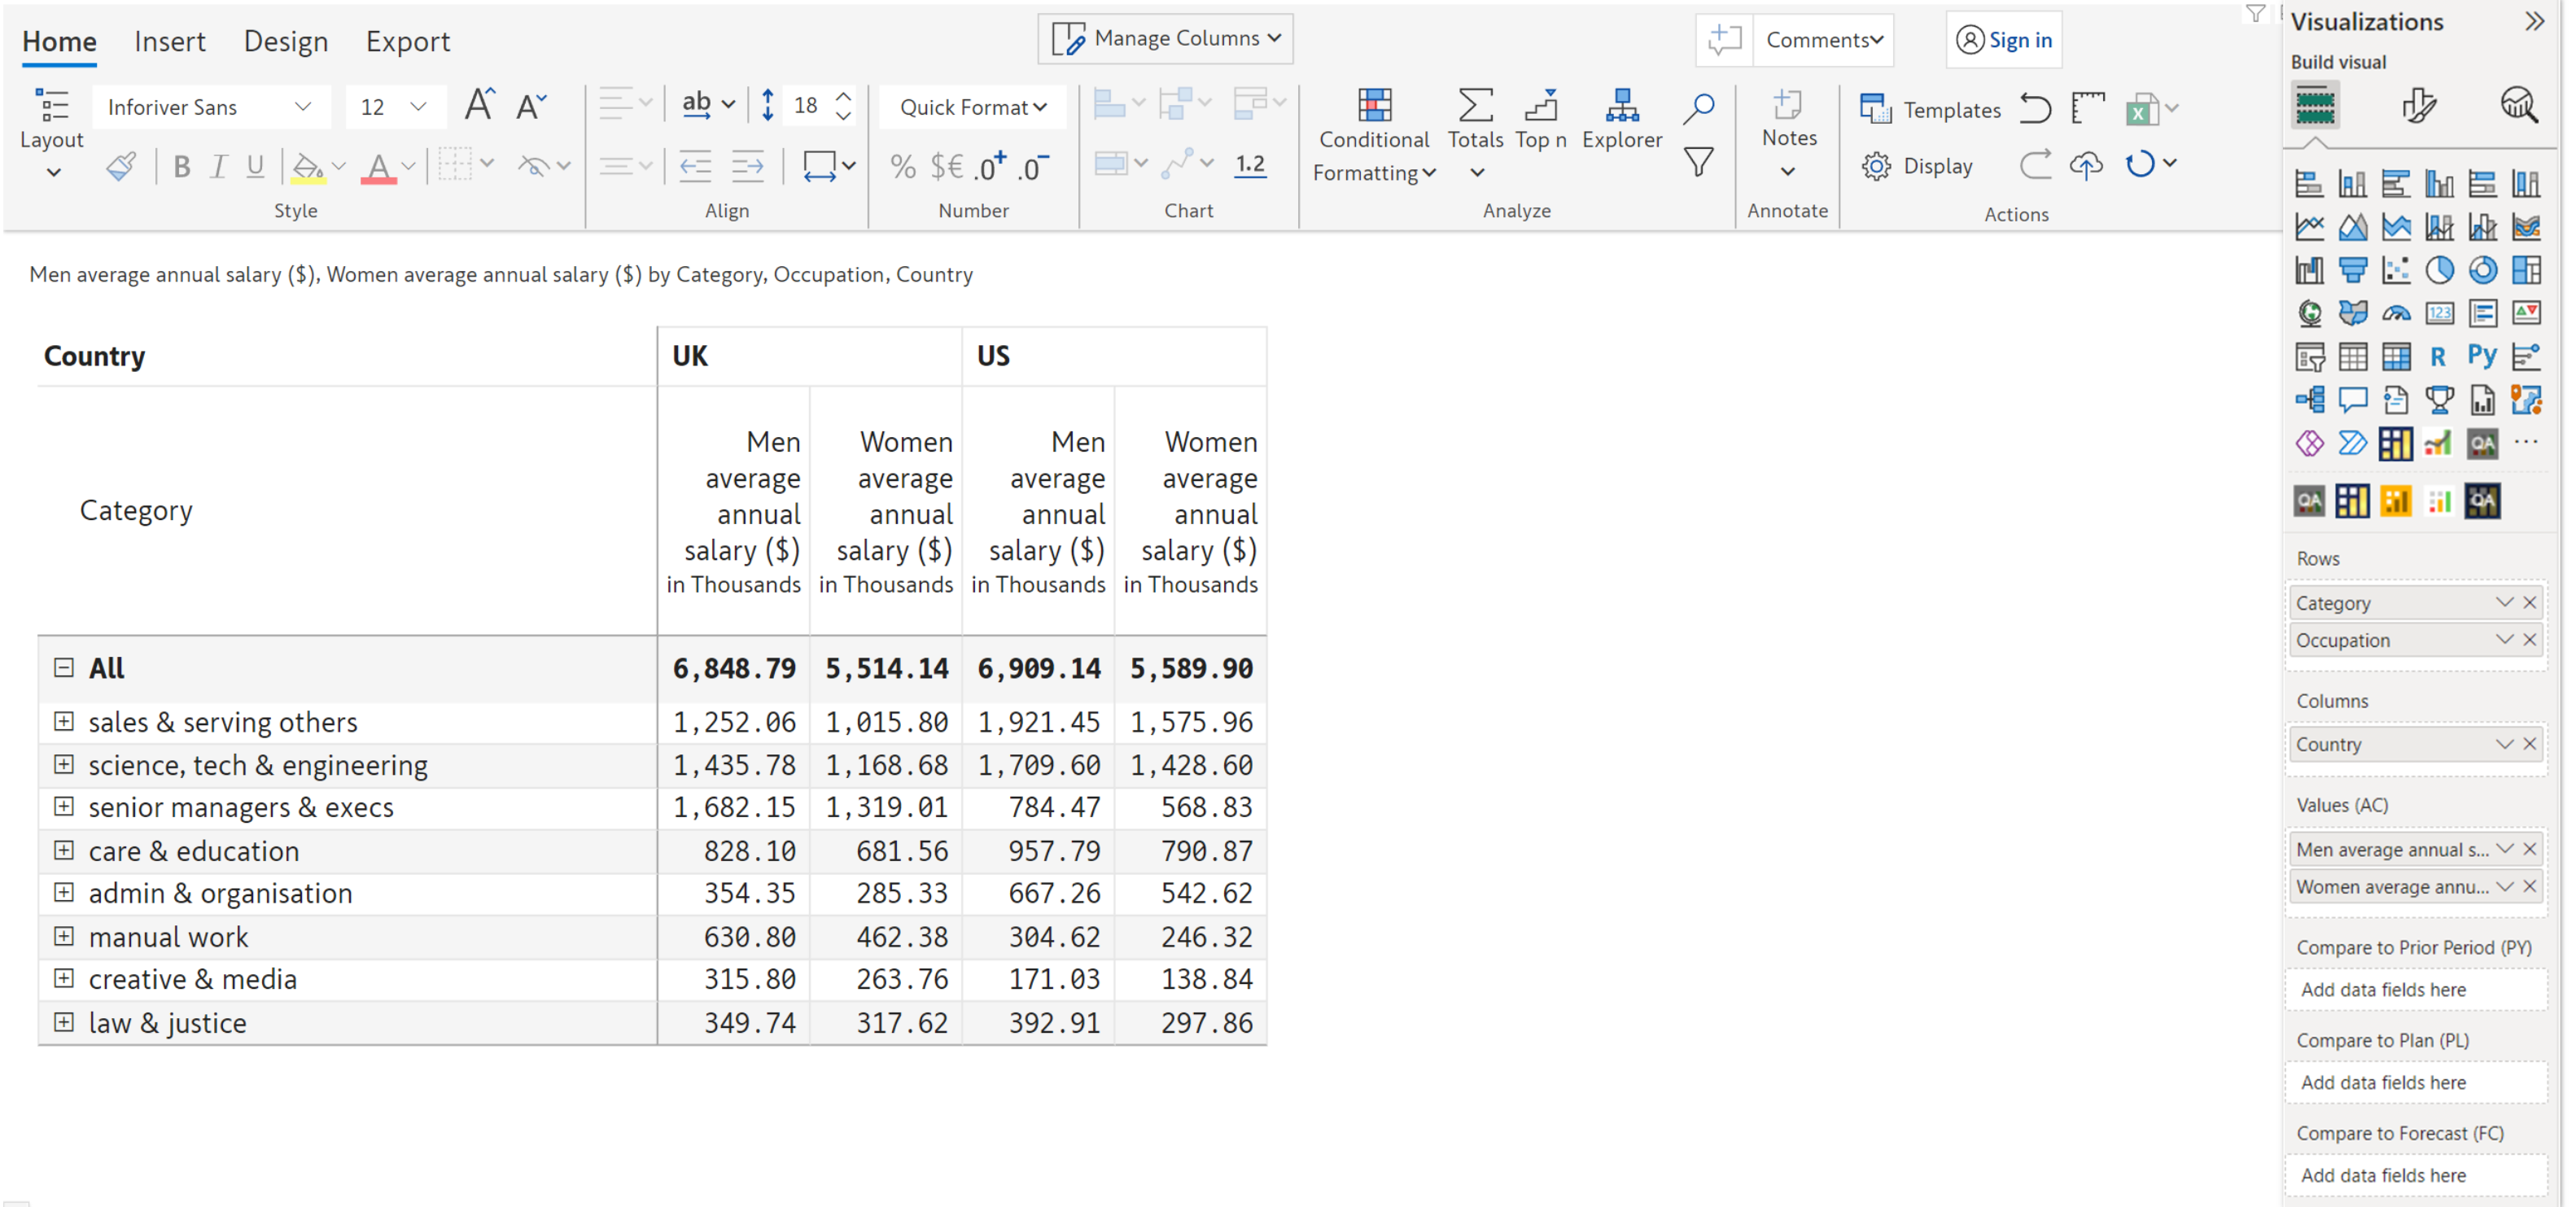 Home Insert Design Export
Manage Columns
Comments
Sign in
Layout
Inforiver Sans
12
A A
B I U
A
Style
ab
18
Align
Quick Format
% $€ .0+ .0-
Number
1.2
Chart
Conditional Formatting
Totals
Top n
Explorer
Analyze
Notes
Annotate
Templates
Display
Actions
Men average annual salary ($), Women average annual salary ($) by Category, Occupation, Country
Country UK US
Category
Men average annual salary ($) in Thousands
Women average annual salary ($) in Thousands
Men average annual salary ($) in Thousands
Women average annual salary ($) in Thousands
All 6,848.79 5,514.14 6,909.14 5,589.90
sales & serving others 1,252.06 1,015.80 1,921.45 1,575.96
science, tech & engineering 1,435.78 1,168.68 1,709.60 1,428.60
senior managers & execs 1,682.15 1,319.01 784.47 568.83
care & education 828.10 681.56 957.79 790.87
admin & organisation 354.35 285.33 667.26 542.62
manual work 630.80 462.38 304.62 246.32
creative & media 315.80 263.76 171.03 138.84
law & justice 349.74 317.62 392.91 297.86
Visualizations
Build visual
123
R Py
QA
QA QA
Rows
Category
Occupation
Columns
Country
Values (AC)
Men average annual s...
Women average annu...
Compare to Prior Period (PY)
Add data fields here
Compare to Plan (PL)
Add data fields here
Compare to Forecast (FC)
Add data fields here